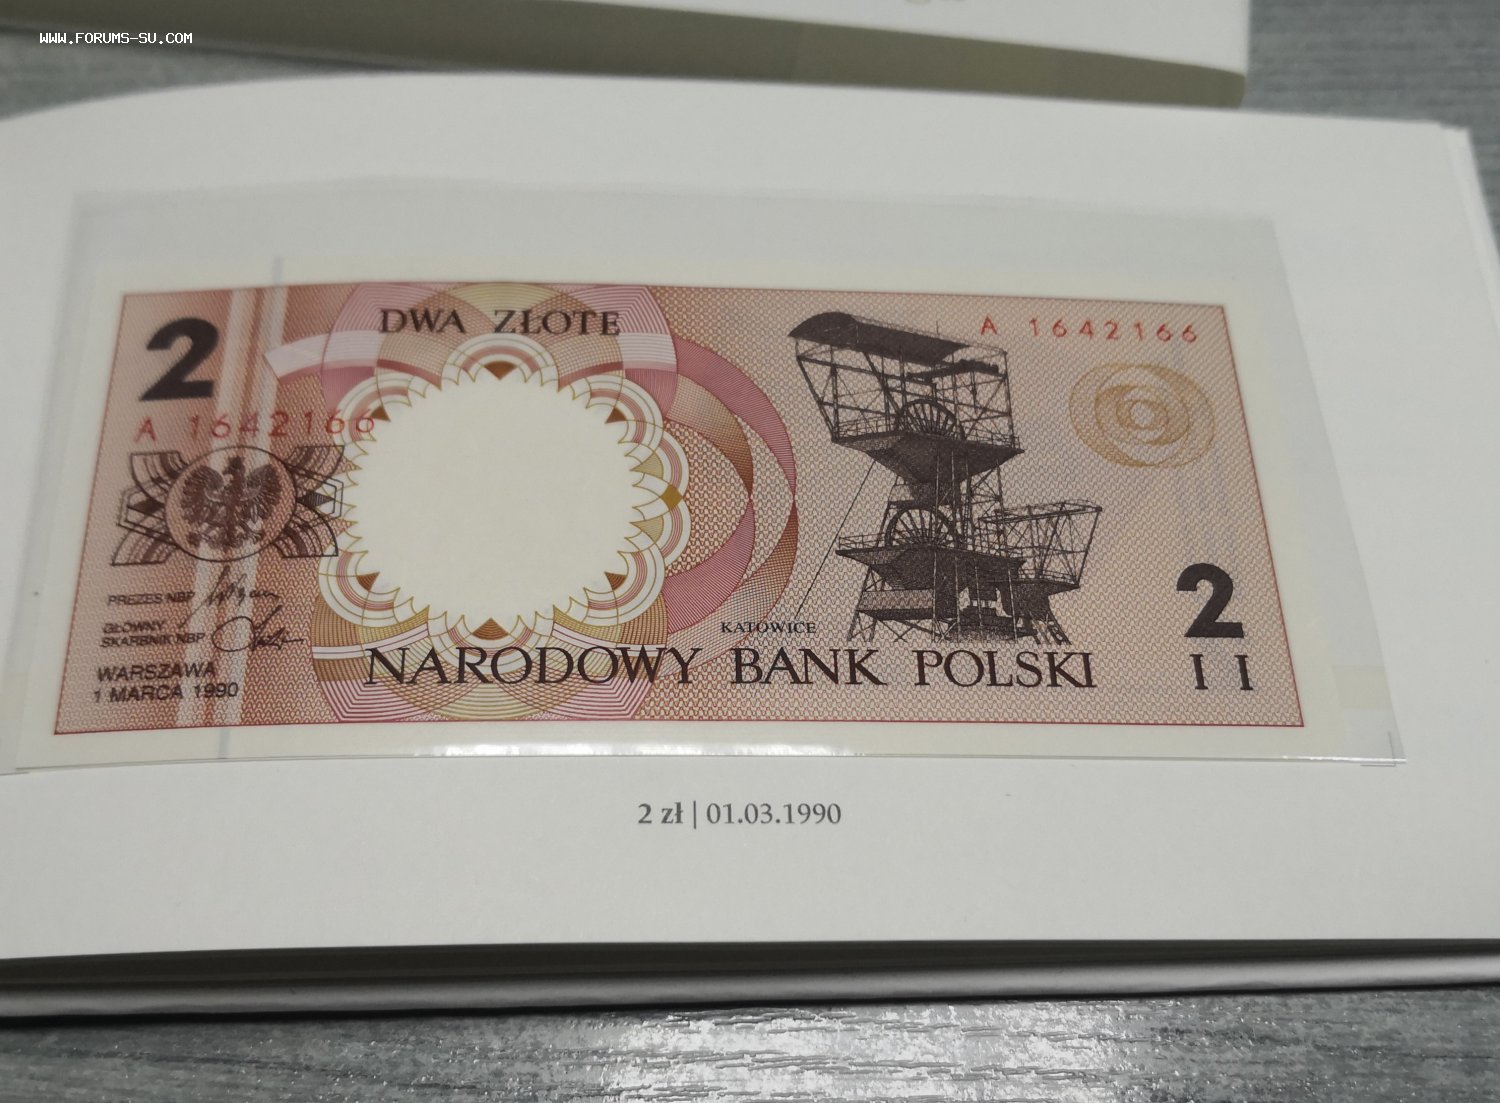 WWW.FORUMS-SU.COM
2
DWA ZŁOTE
A 1642166
A 1642166
PREZES NBP
GŁÓWNY
SKARBNIK NBP
WARSZAWA
1 MARCA 1990
KATOWICE
NARODOWY BANK POLSKI
2
2 zł | 01.03.1990